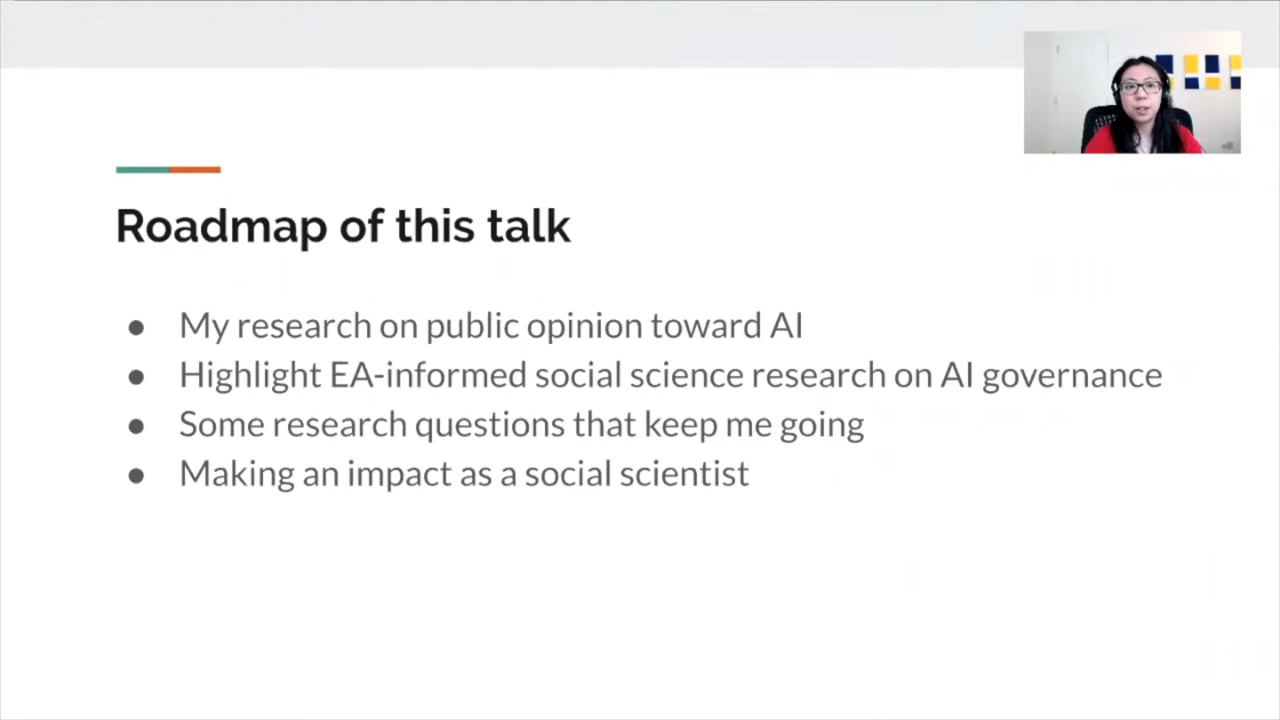 Roadmap of this talk
● My research on public opinion toward AI
● Highlight EA-informed social science research on AI governance
● Some research questions that keep me going
● Making an impact as a social scientist